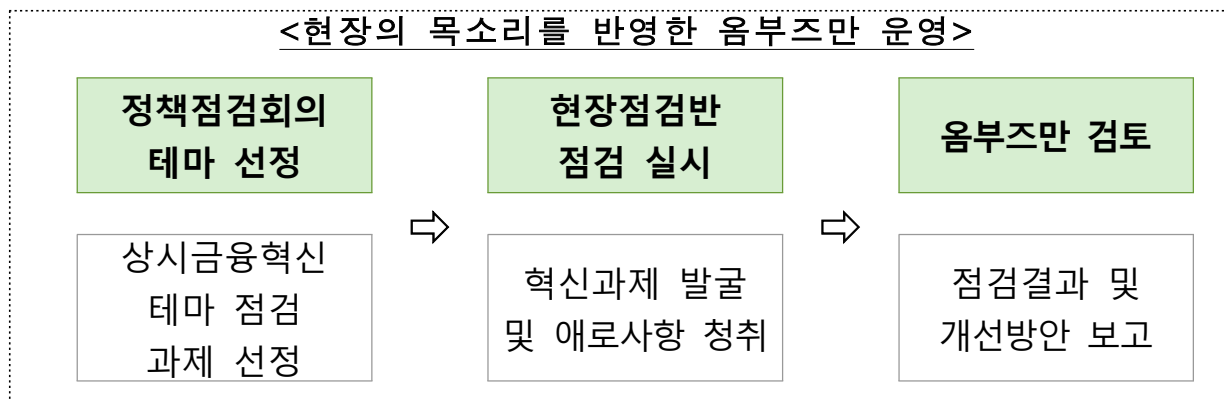 <현장의 목소리를 반영한 옴부즈만 운영>
정책점검회의
테마 선정
현장점검반
점검 실시
옴부즈만 검토
상시금융혁신
테마 점검
과제 선정
혁신과제 발굴
및 애로사항 청취
점검결과 및
개선방안 보고